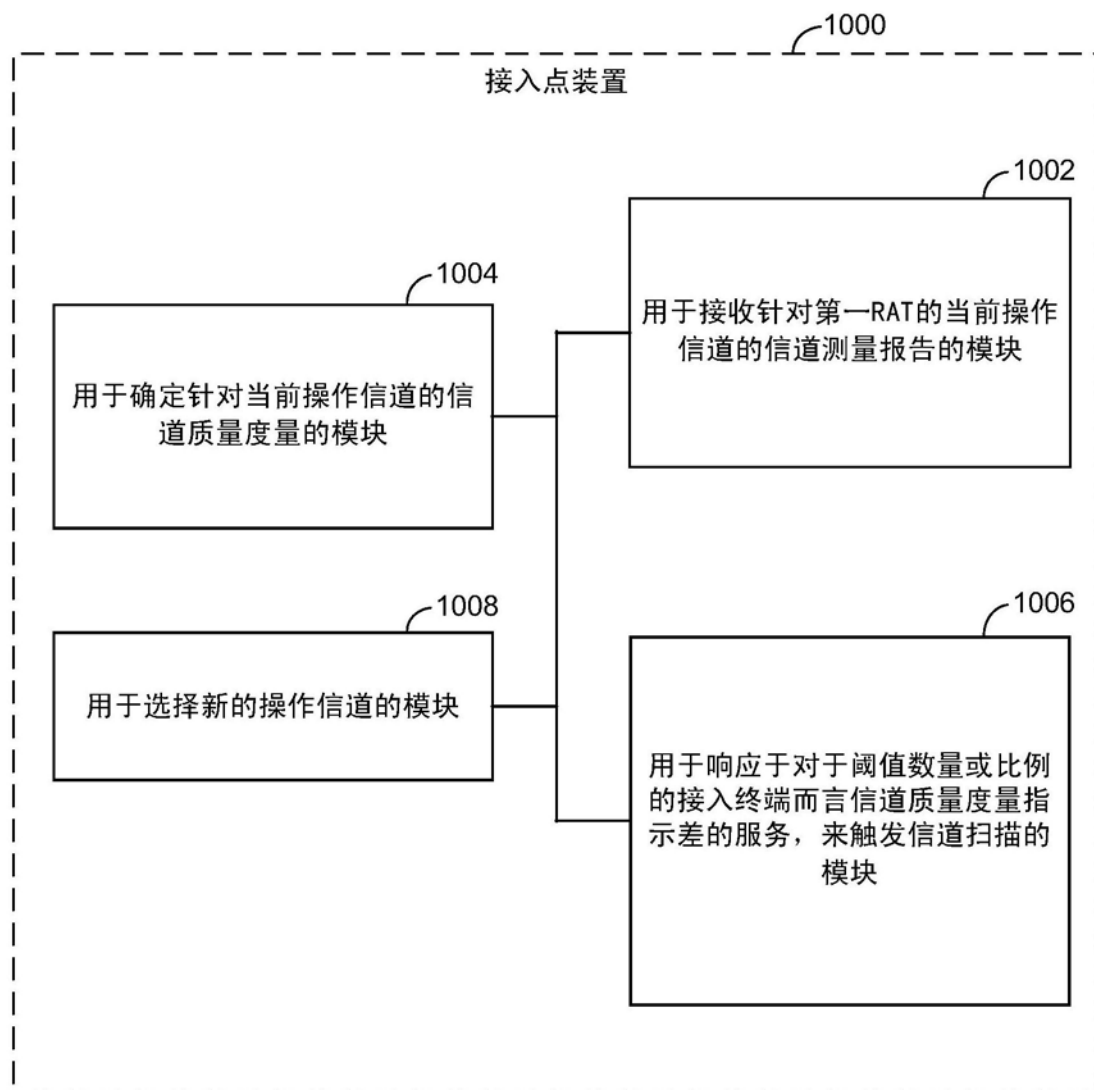 1000
接入点装置
1002
用于接收针对第一RAT的当前操作
信道的信道测量报告的模块
1004
用于确定针对当前操作信道的信
道质量度量的模块
1008
用于选择新的操作信道的模块
1006
用于响应于对于阈值数量或比例
的接入终端而言信道质量度量指
示差的服务，来触发信道扫描的
模块